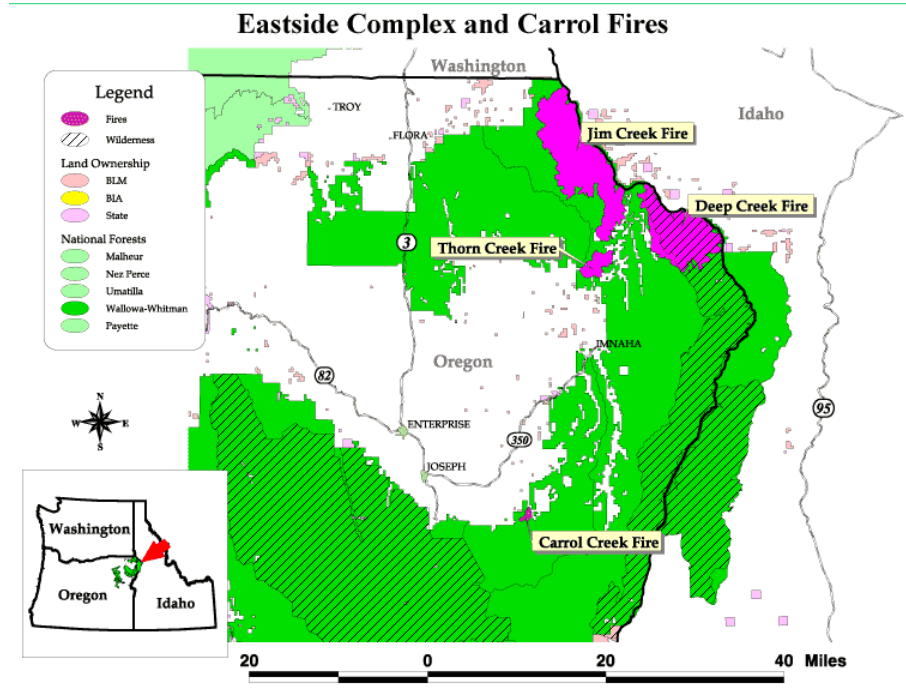 Eastside Complex and Carrol Fires
Washington
Idaho
Legend
Fires
Wilderness
Land Ownership
BLM
BIA
State
National Forests
Malheur
Nez Perce
Umatilla
Wallowa-Whitman
Payette
TROY
FLORA
Jim Creek Fire
Deep Creek Fire
3
Thorn Creek Fire
IMNAHA
Oregon
82
95
ENTERPRISE
350
JOSEPH
N
W E
S
Carrol Creek Fire
Washington
Oregon
Idaho
20 0 20 40 Miles